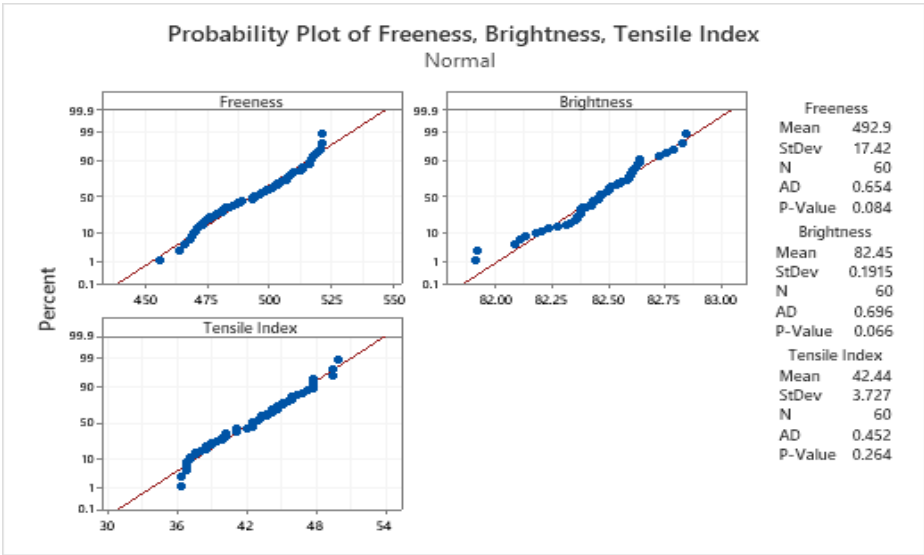 Probability Plot of Freeness, Brightness, Tensile Index
Normal
Freeness
99.9
99
90
50
10
1
0.1
450 475 500 525 550
Brightness
99.9
99
90
50
10
1
0.1
82.00 82.25 82.50 82.75 83.00
Percent
Tensile Index
99.9
99
90
50
10
1
0.1
30 36 42 48 54
Freeness
Mean 492.9
StDev 17.42
N 60
AD 0.654
P-Value 0.084
Brightness
Mean 82.45
StDev 0.1915
N 60
AD 0.696
P-Value 0.066
Tensile Index
Mean 42.44
StDev 3.727
N 60
AD 0.452
P-Value 0.264